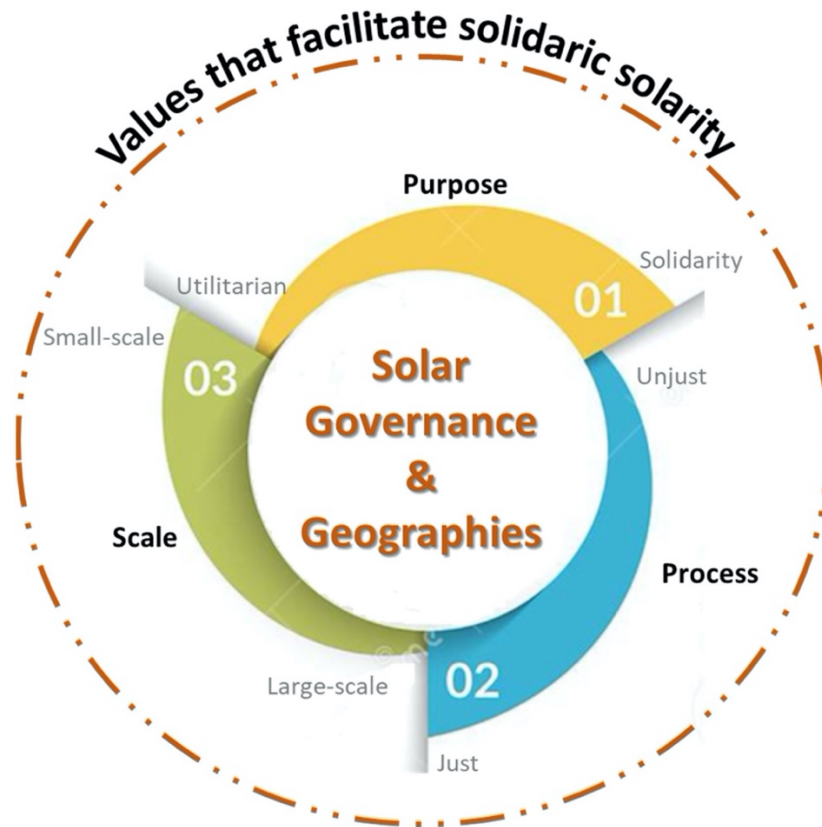 Values that facilitate solidaric solarity
Purpose
Solidarity
Utilitarian
01
Small-scale
Unjust
03
Solar
Governance
&
Geographies
Scale
Process
Large-scale
02
Just